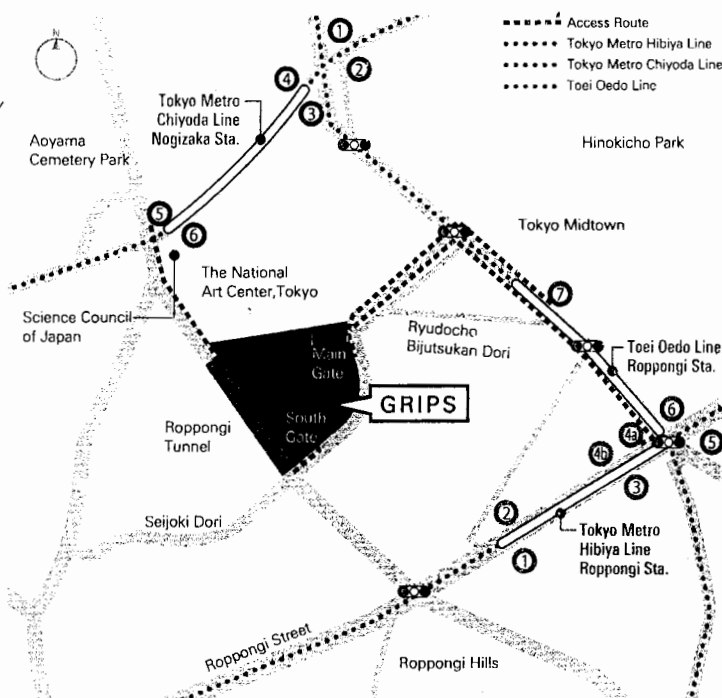 Access Route
Tokyo Metro Hibiya Line
Tokyo Metro Chiyoda Line
Toei Oedo Line
1
2
4
3
Tokyo Metro
Chiyoda Line
Nogizaka Sta.
Aoyama
Cemetery Park
Hinokicho Park
5
6
Tokyo Midtown
The National
Art Center,Tokyo
7
Science Council
of Japan
Ryudocho
Bijutsukan Dori
Main
Gate
Toei Oedo Line
Roppongi Sta.
GRIPS
South
Gate
Roppongi
Tunnel
6
4a
5
4b
3
2
Seijoki Dori
1
Tokyo Metro
Hibiya Line
Roppongi Sta.
Roppongi Street
Roppongi Hills